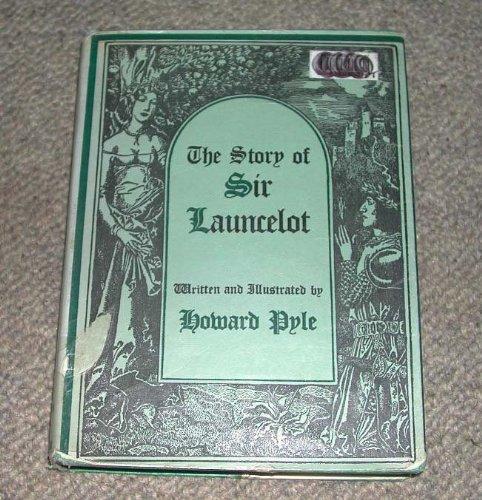 The Story of
Sir
Launcelot
Written and Illustrated by
Howard Pyle